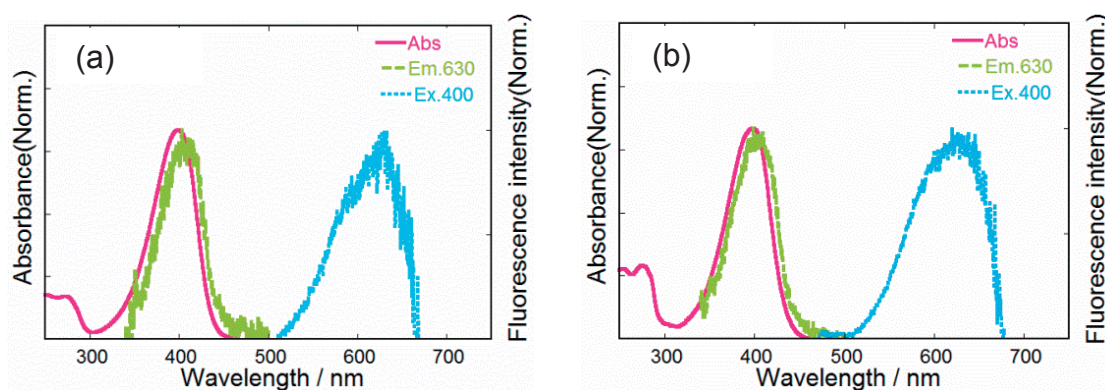 (a)
Abs
Em.630
Ex.400
Absorbance(Norm.)
Fluorescence intensity(Norm.)
300 400 500 600 700
Wavelength / nm
(b)
Abs
Em.630
Ex.400
Absorbance(Norm.)
Fluorescence intensity(Norm.)
300 400 500 600 700
Wavelength / nm